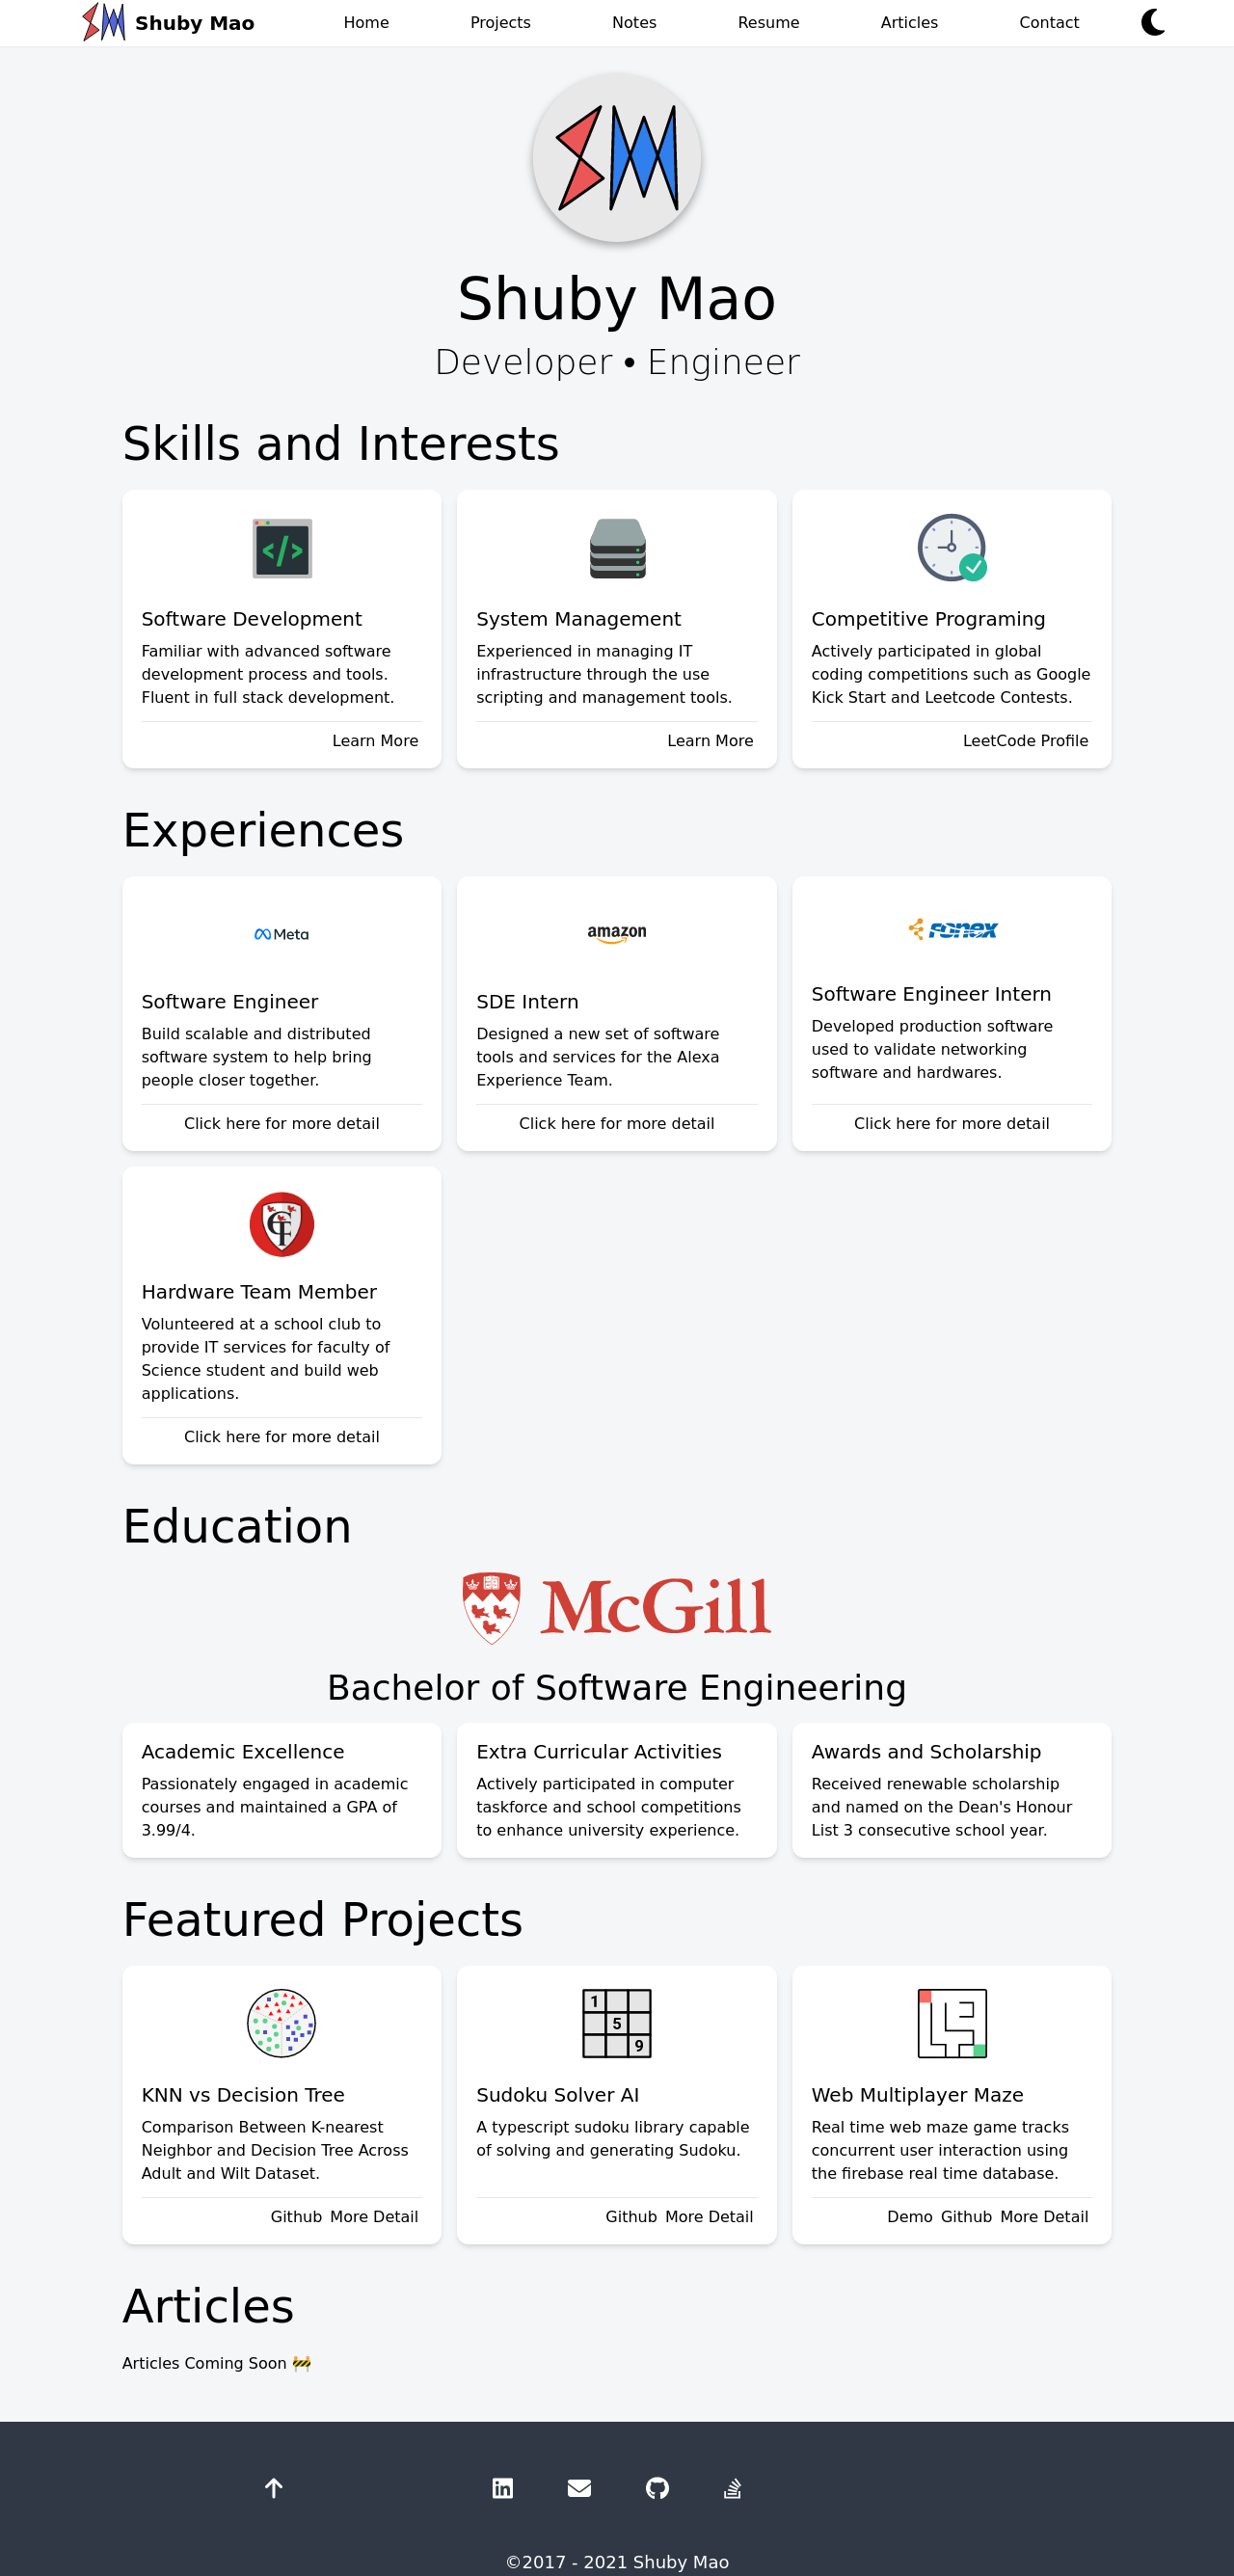 Shuby Mao
Home
Projects
Notes
Resume
Articles
Contact
SM
Shuby Mao
Developer • Engineer
Skills and Interests
</>
Software Development
Familiar with advanced software
development process and tools.
Fluent in full stack development.
Learn More
System Management
Experienced in managing IT
infrastructure through the use
scripting and management tools.
Learn More
Competitive Programing
Actively participated in global
coding competitions such as Google
Kick Start and Leetcode Contests.
LeetCode Profile
Experiences
Meta
Software Engineer
Build scalable and distributed
software system to help bring
people closer together.
Click here for more detail
amazon
SDE Intern
Designed a new set of software
tools and services for the Alexa
Experience Team.
Click here for more detail
Fonex
Software Engineer Intern
Developed production software
used to validate networking
software and hardwares.
Click here for more detail
Hardware Team Member
Volunteered at a school club to
provide IT services for faculty of
Science student and build web
applications.
Click here for more detail
Education
McGill
Bachelor of Software Engineering
Academic Excellence
Passionately engaged in academic
courses and maintained a GPA of
3.99/4.
Extra Curricular Activities
Actively participated in computer
taskforce and school competitions
to enhance university experience.
Awards and Scholarship
Received renewable scholarship
and named on the Dean's Honour
List 3 consecutive school year.
Featured Projects
KNN vs Decision Tree
Comparison Between K-nearest
Neighbor and Decision Tree Across
Adult and Wilt Dataset.
Github More Detail
1
5
9
Sudoku Solver AI
A typescript sudoku library capable
of solving and generating Sudoku.
Github More Detail
Web Multiplayer Maze
Real time web maze game tracks
concurrent user interaction using
the firebase real time database.
Demo Github More Detail
Articles
Articles Coming Soon 🚧
in
©2017 - 2021 Shuby Mao